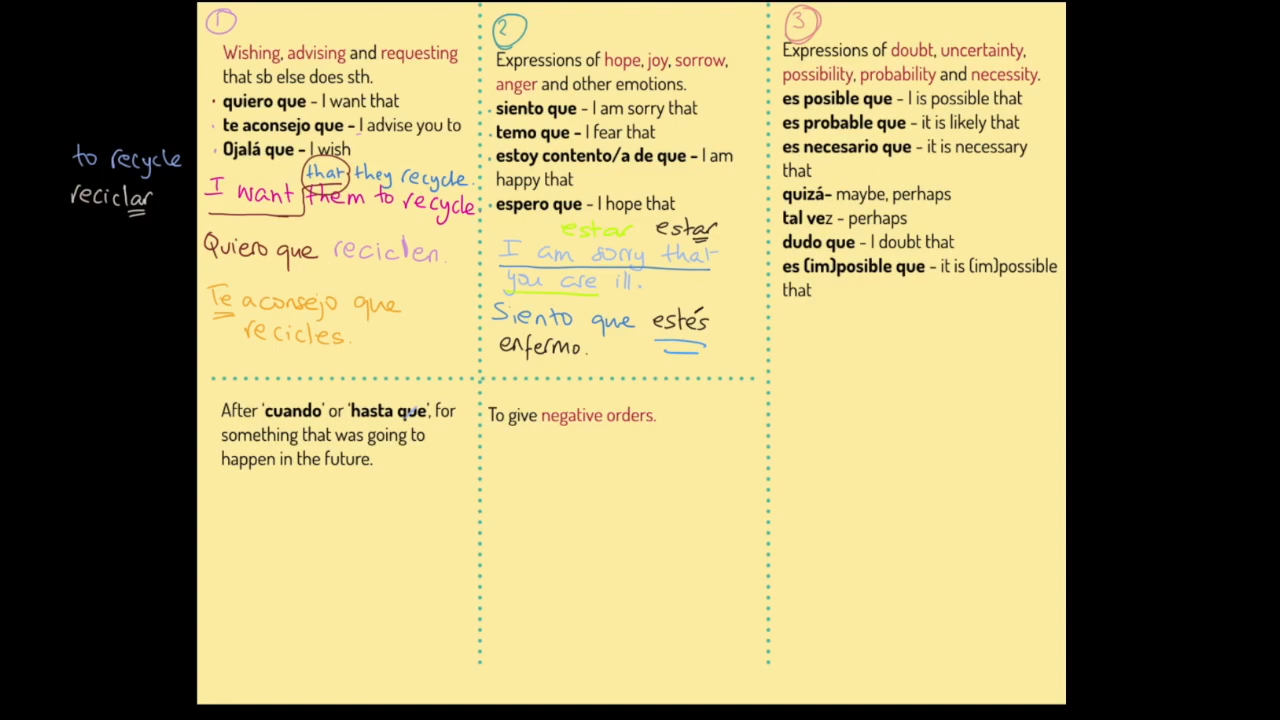 to recycle
reciclar
1
Wishing, advising and requesting
that sb else does sth.
· quiero que - I want that
· te aconsejo que - I advise you to
· Ojalá que - I wish
that they recycle.
I want them to recycle
Quiero que reciclen.
Te aconsejo que
recicles.
2
Expressions of hope, joy, sorrow,
anger and other emotions.
· siento que - I am sorry that
· temo que - I fear that
· estoy contento/a de que - I am
happy that
· espero que - I hope that
estar estar
I am sorry that
you are ill.
Siento que estés
enfermo.
3
Expressions of doubt, uncertainty,
possibility, probability and necessity.
es posible que - I is possible that
es probable que - it is likely that
es necesario que - it is necessary
that
quizá- maybe, perhaps
tal vez - perhaps
dudo que - I doubt that
es (im)posible que - it is (im)possible
that
After 'cuando' or 'hasta que', for
something that was going to
happen in the future.
To give negative orders.